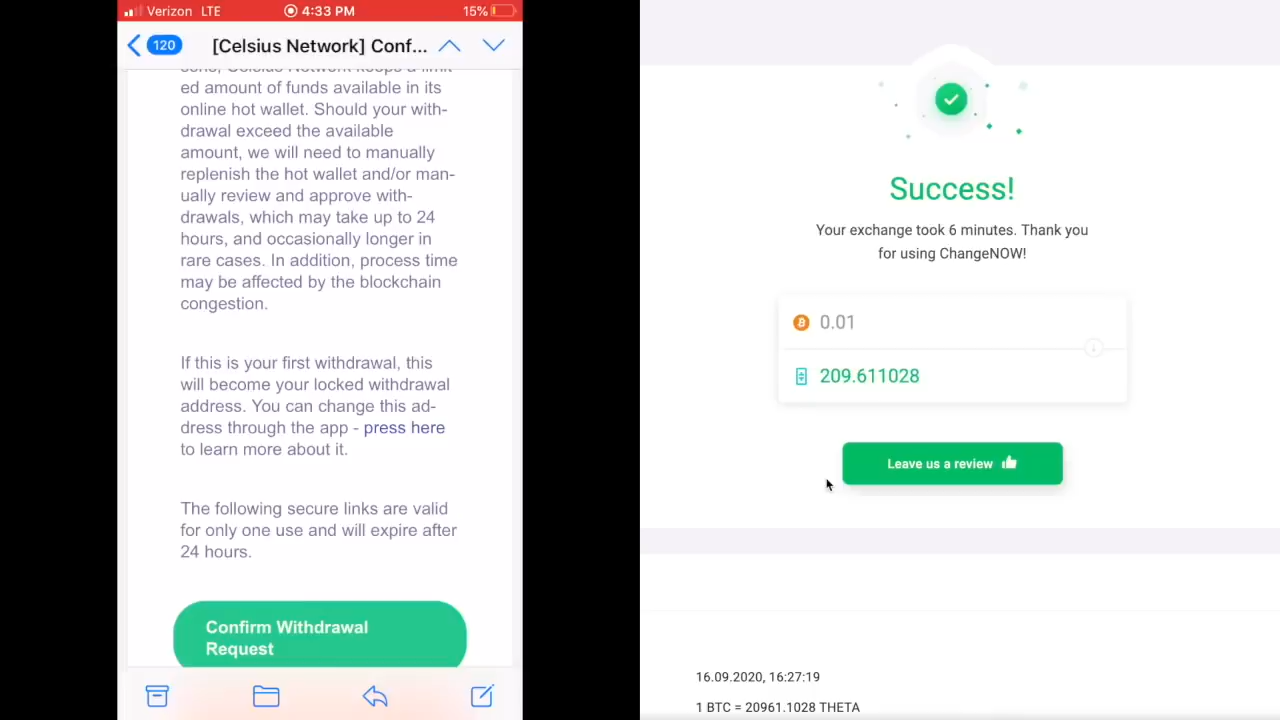 Verizon LTE 4:33 PM 15%
120 [Celsius Network] Conf...
ed amount of funds available in its
online hot wallet. Should your with-
drawal exceed the available
amount, we will need to manually
replenish the hot wallet and/or man-
ually review and approve with-
drawals, which may take up to 24
hours, and occasionally longer in
rare cases. In addition, process time
may be affected by the blockchain
congestion.
If this is your first withdrawal, this
will become your locked withdrawal
address. You can change this ad-
dress through the app - press here
to learn more about it.
The following secure links are valid
for only one use and will expire after
24 hours.
Confirm Withdrawal
Request
Success!
Your exchange took 6 minutes. Thank you
for using ChangeNOW!
0.01
209.611028
Leave us a review
16.09.2020, 16:27:19
1 BTC = 20961.1028 THETA